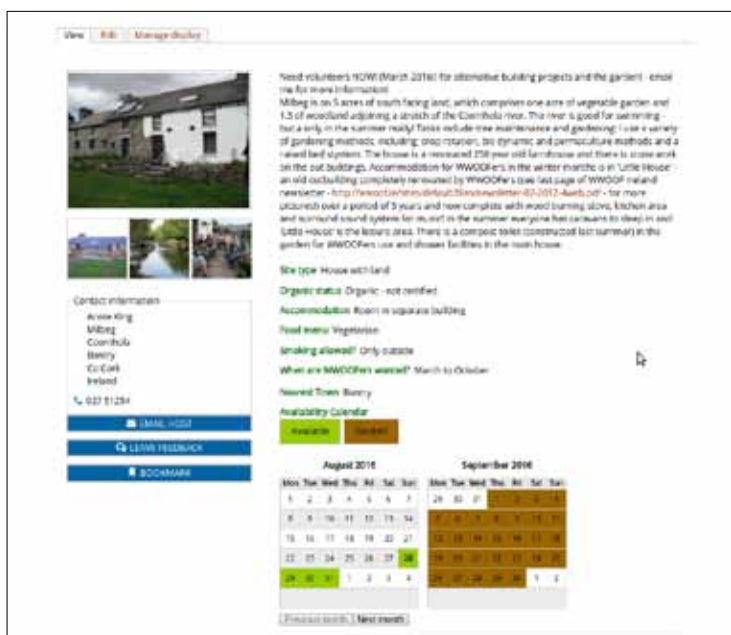 View Edit Manage display
Need volunteers NOW! (March 2016) for alternative building projects and the garden! - email
me for more information!
Milbeg is on 5 acres of south facing land, which comprises one acre of vegetable garden and
1.5 of woodland adjoining a stretch of the Coomhola river. The river is good for swimming -
but only in the summer really! Tasks include tree maintenance and gardening: I use a variety
of gardening methods, including; crop rotation, bio dynamic and permaculture methods and a
raised bed system. The house is a renovated 250 year old farmhouse and there is some work
on the out buildings. Accommodation for WWOOFers in the winter months is in 'Little House'
an old outbuilding completely renovated by WWOOFers (see last page of WWOOF Ireland
newsletter - for more
pictures) over a period of 5 years and now complete with wood burning stove, kitchen area
and surround sound system for music! In the summer everyone has caravans to sleep in and
'Little House' is the leisure area. There is a compost toilet (constructed last summer) in the
garden for WWOOFers use and shower facilities in the main house.
Site type House with land
Organic status Organic - not certified
Accommodation Room in separate building
Food menu Vegetarian
Smoking allowed? Only outside
When are WWOOFers wanted? March to October
Nearest Town Bantry
Availability Calendar
Available Booked
Contact information
Annie King
Milbeg
Coomhola
Bantry
Co Cork
Ireland
EMAIL HOST
LEAVE FEEDBACK
BOOKMARK
August 2016
Mon Tue Wed Thu Fri Sat Sun
1 2 3 4 5 6 7
8 9 10 11 12 13 14
15 16 17 18 19 20 21
22 23 24 25 26 27 28
29 30 31 1 2 3 4
September 2016
Mon Tue Wed Thu Fri Sat Sun
29 30 31 1 2 3 4
5 6 7 8 9 10 11
12 13 14 15 16 17 18
19 20 21 22 23 24 25
26 27 28 29 30 1 2
Previous month Next month